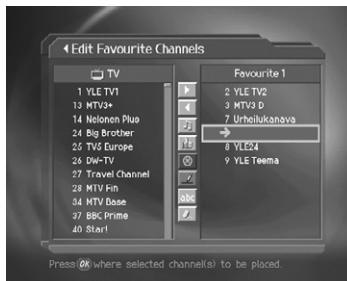 Edit Favourite Channels
TV
1 YLE TV1
13 MTV3+
14 Nelonen Plus
24 Big Brother
25 TV5 Europe
26 DW-TV
27 Travel Channel
28 MTV Fin
34 MTV Base
37 BBC Prime
40 Star!
abc
Favourite 1
2 YLE TV2
3 MTV3 D
7 Urheilukanava
8 YLE24
9 YLE Teema
Press OK where selected channel(s) to be placed.